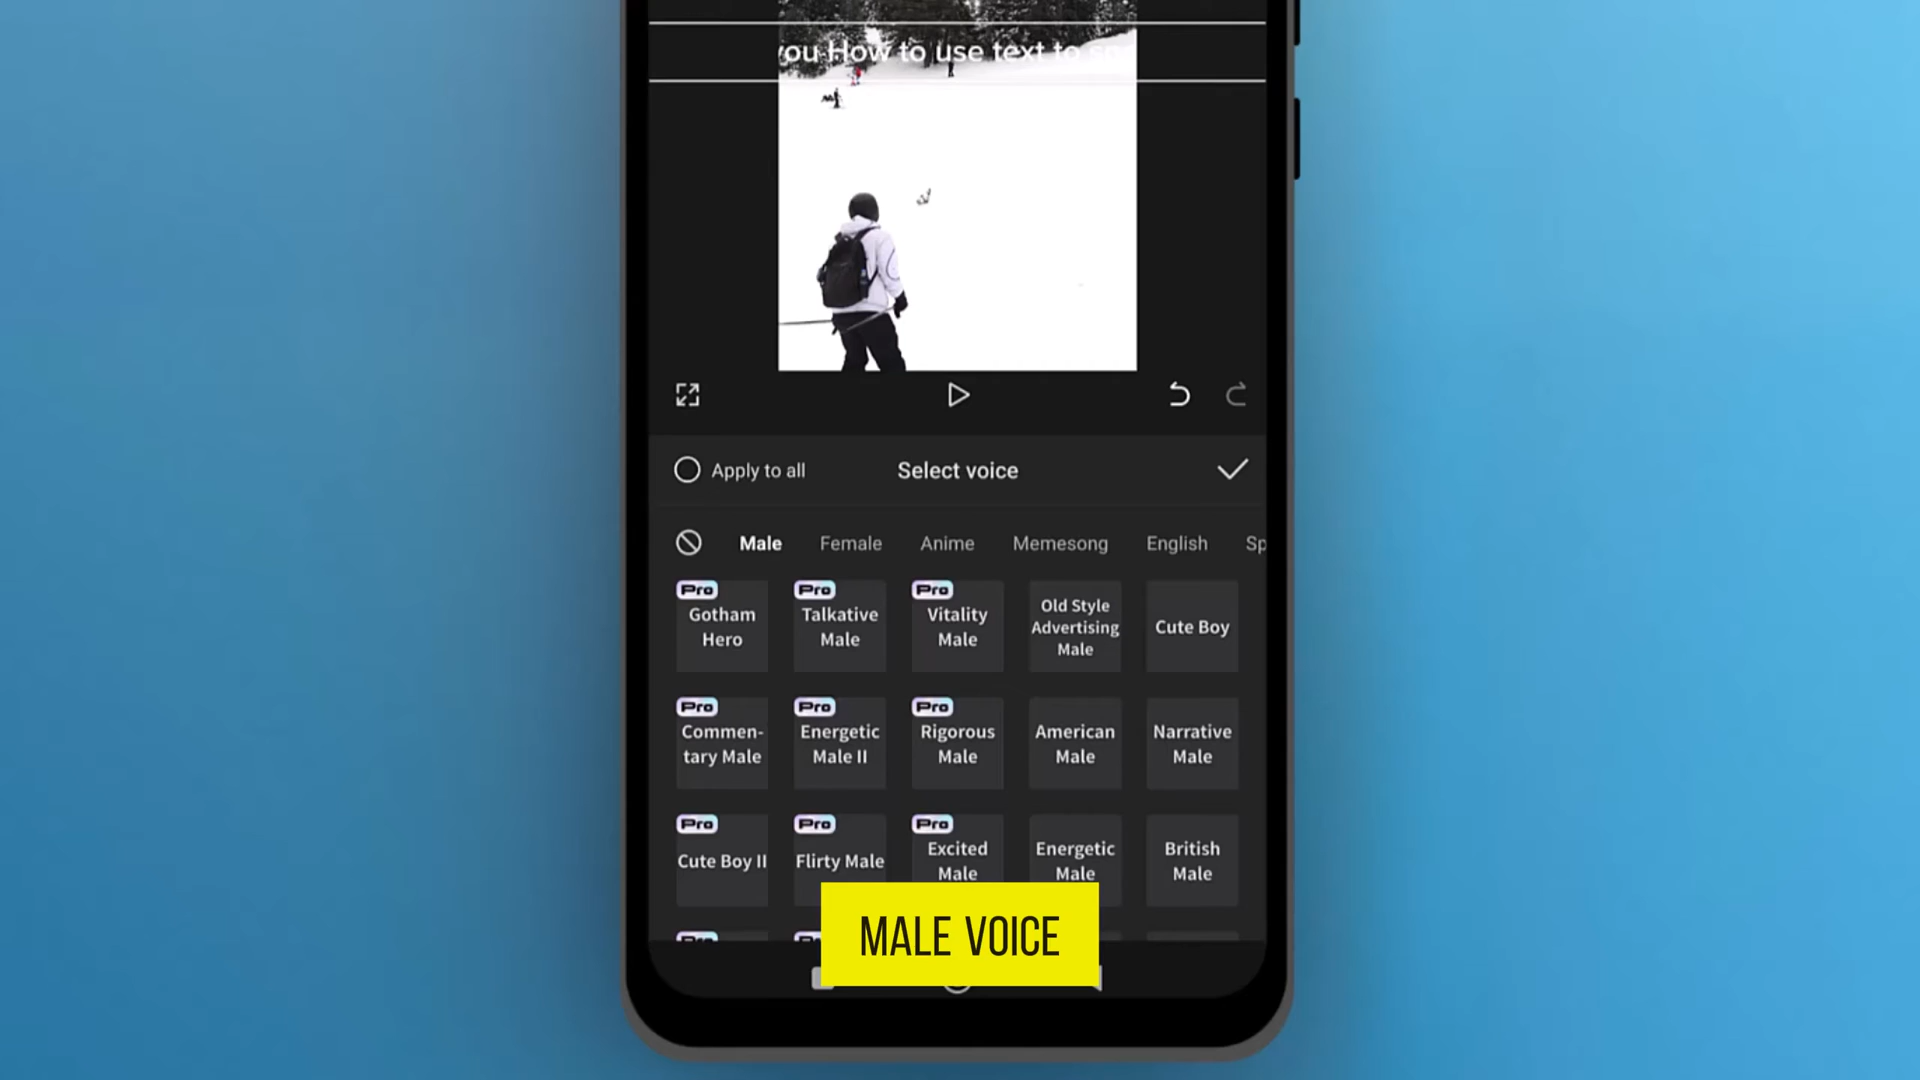 you How to use text to
Apply to all
Select voice
Male
Female
Anime
Memesong
English
Sp
Pro
Gotham
Hero
Pro
Talkative
Male
Pro
Vitality
Male
Old Style
Advertising
Male
Cute Boy
Pro
Commen-
tary Male
Pro
Energetic
Male II
Pro
Rigorous
Male
American
Male
Narrative
Male
Pro
Cute Boy II
Pro
Flirty Male
Pro
Excited
Male
Energetic
Male
British
Male
MALE VOICE